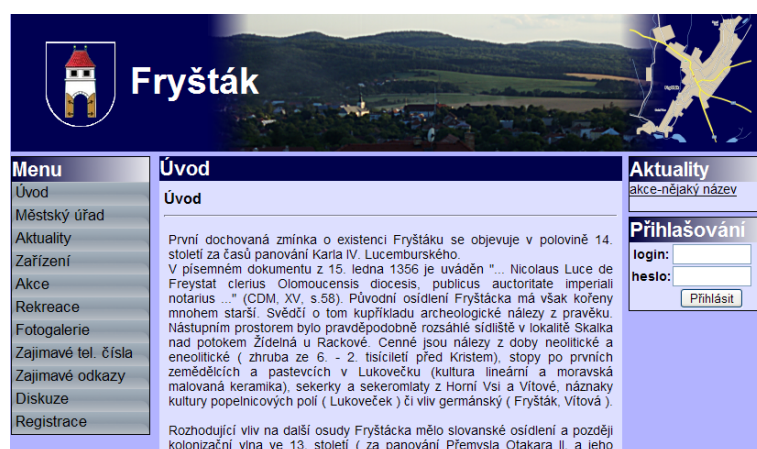 Fryšták
Menu
Úvod
Městský úřad
Aktuality
Zařízení
Akce
Rekreace
Fotogalerie
Zajimavé tel. čísla
Zajimavé odkazy
Diskuze
Registrace
Úvod
Úvod
První dochovaná zmínka o existenci Fryštáku se objevuje v polovině 14.
století za časů panování Karla IV. Lucemburského.
V písemném dokumentu z 15. ledna 1356 je uváděn "... Nicolaus Luce de
Freystat clerius Olomoucensis diocesis, publicus auctoritate imperiali
notarius ..." (CDM, XV, s.58). Původní osídlení Fryštácka má však kořeny
mnohem starší. Svědčí o tom kupříkladu archeologické nálezy z pravěku.
Nástupním prostorem bylo pravděpodobně rozsáhlé sídliště v lokalitě Skalka
nad potokem Žídelná u Rackové. Cenné jsou nálezy z doby neolitické a
eneolitické ( zhruba ze 6. - 2. tisíciletí před Kristem), stopy po prvních
zemědělcích a pastevcích v Lukovečku (kultura lineární a moravská
malovaná keramika), sekerky a sekeromlaty z Horní Vsi a Vítové, náznaky
kultury popelnicových polí ( Lukoveček ) či vliv germánský ( Fryšták, Vítová ).
Rozhodující vliv na další osudy Fryštácka mělo slovanské osídlení a později
kolonizační vlna ve 13. století ( za panování Přemysla Otakara II. a jeho
Aktuality
akce-nějaký název
Přihlašování
login:
heslo:
Přihlásit